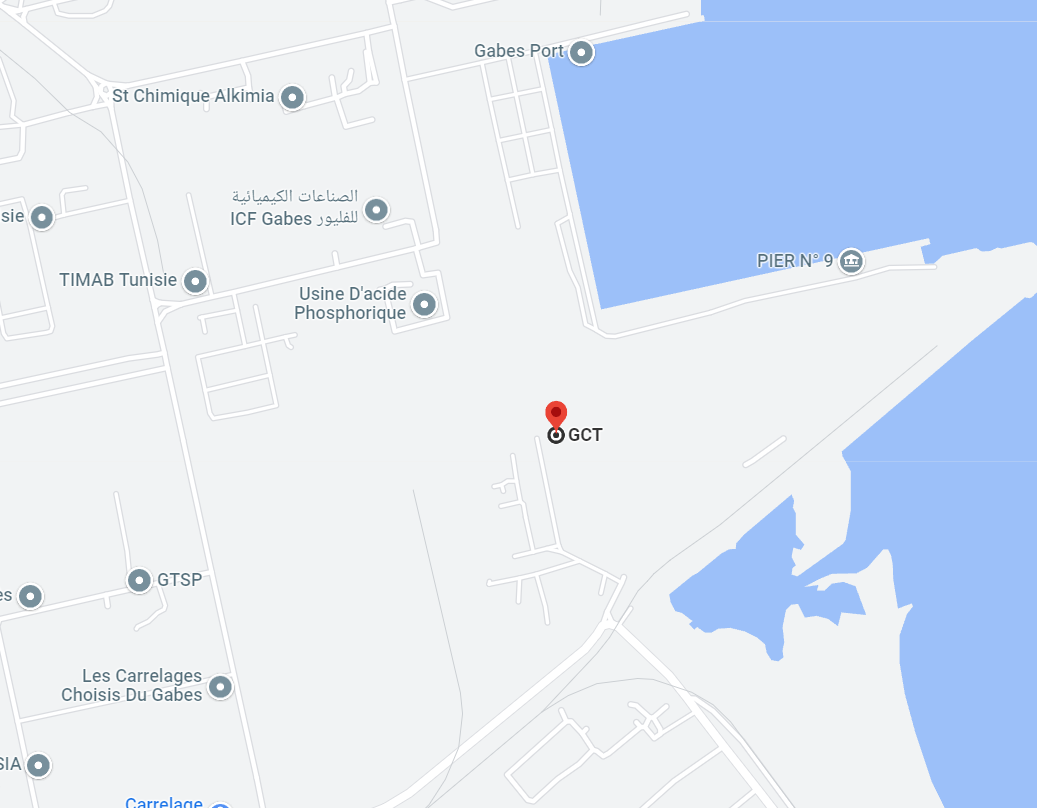 Gabes Port
St Chimique Alkimia
الصناعات الكيميائية
للفليور ICF Gabes
sie
PIER N° 9
TIMAB Tunisie
Usine D'acide
Phosphorique
GCT
GTSP
es
Les Carrelages
Choisis Du Gabes
SIA
Carrelage